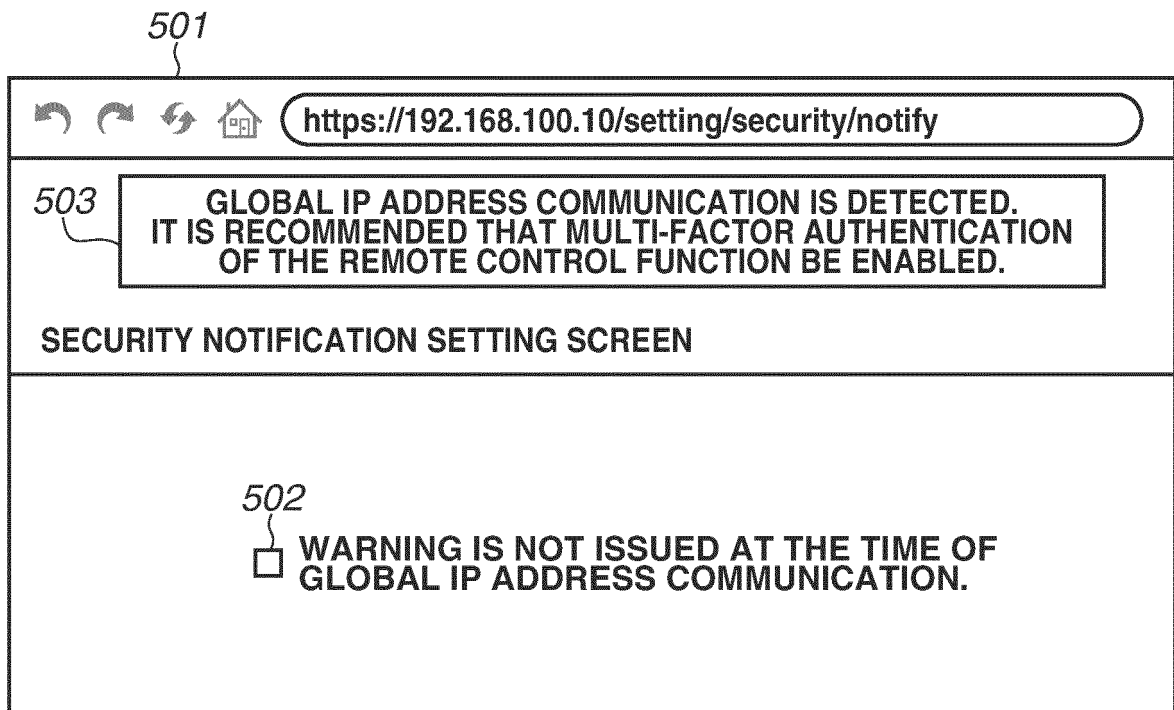 501
https://192.168.100.10/setting/security/notify
503
GLOBAL IP ADDRESS COMMUNICATION IS DETECTED.
IT IS RECOMMENDED THAT MULTI-FACTOR AUTHENTICATION
OF THE REMOTE CONTROL FUNCTION BE ENABLED.
SECURITY NOTIFICATION SETTING SCREEN
502
WARNING IS NOT ISSUED AT THE TIME OF
GLOBAL IP ADDRESS COMMUNICATION.